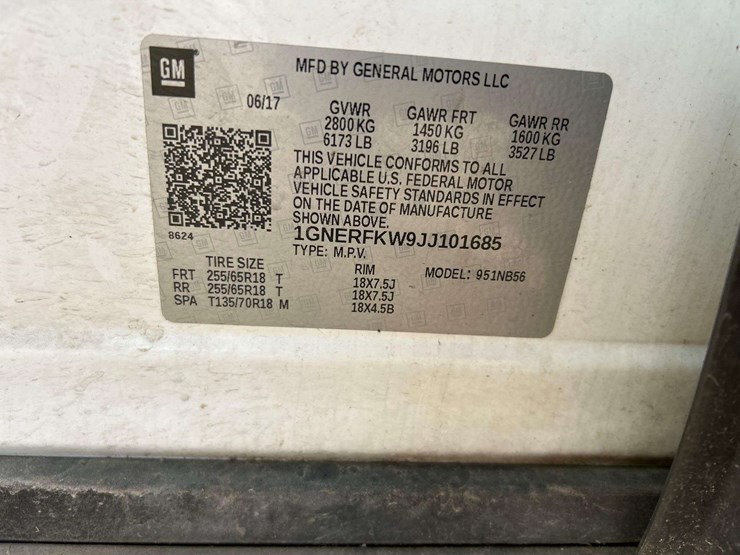 GM
MFD BY GENERAL MOTORS LLC
06/17
GVWR GAWR FRT GAWR RR
2800 KG 1450 KG 1600 KG
6173 LB 3196 LB 3527 LB
THIS VEHICLE CONFORMS TO ALL
APPLICABLE U.S. FEDERAL MOTOR
VEHICLE SAFETY STANDARDS IN EFFECT
ON THE DATE OF MANUFACTURE
SHOWN ABOVE.
8624
1GNERFKW9JJ101685
TYPE: M.P.V.
MODEL: 951NB56
TIRE SIZE RIM
FRT 255/65R18 T 18X7.5J
RR 255/65R18 T 18X7.5J
SPA T135/70R18 M 18X4.5B